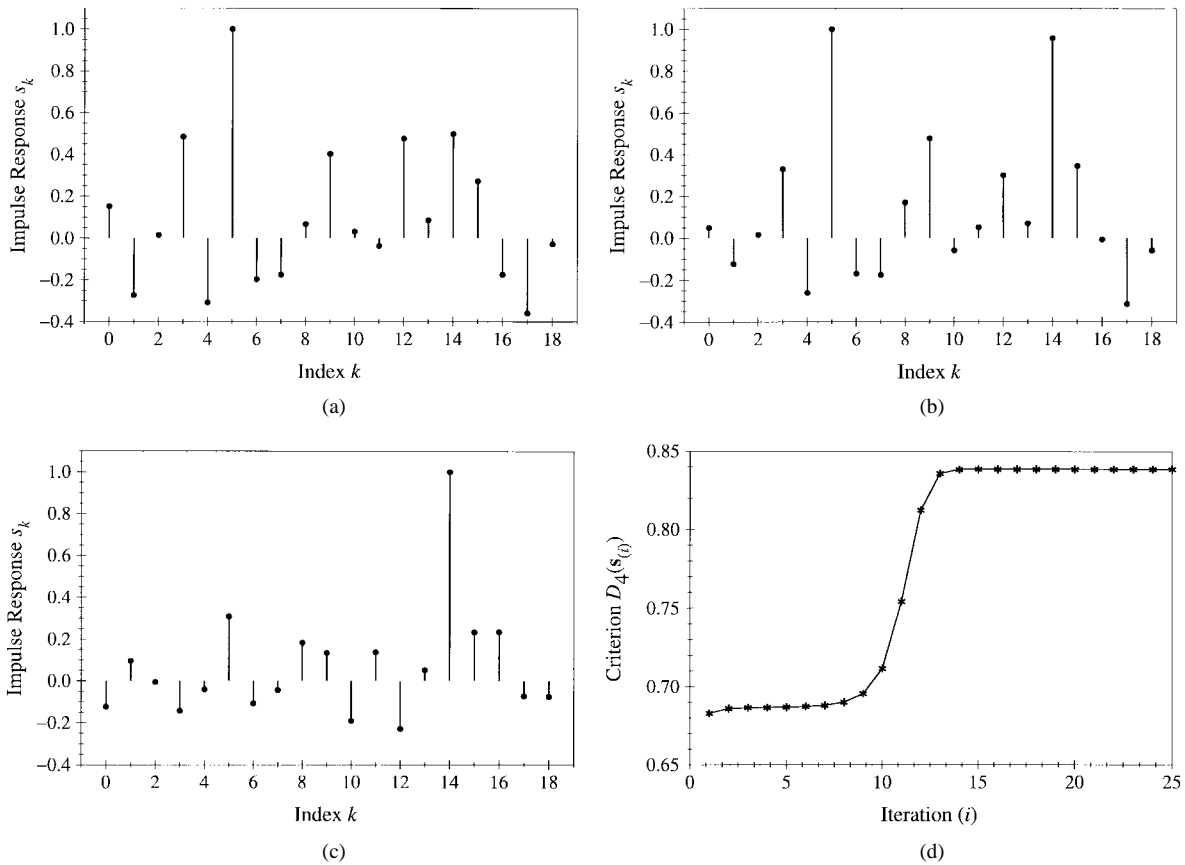 1.0
0.8
0.6
0.4
0.2
0.0
−0.2
−0.4
Impulse Response s_k
0 2 4 6 8 10 12 14 16 18
Index k
(a)
1.0
0.8
0.6
0.4
0.2
0.0
−0.2
−0.4
Impulse Response s_k
0 2 4 6 8 10 12 14 16 18
Index k
(b)
1.0
0.8
0.6
0.4
0.2
0.0
−0.2
−0.4
Impulse Response s_k
0 2 4 6 8 10 12 14 16 18
Index k
(c)
0.85
0.80
0.75
0.70
0.65
Criterion D_4(s_(i))
0 5 10 15 20 25
Iteration (i)
(d)